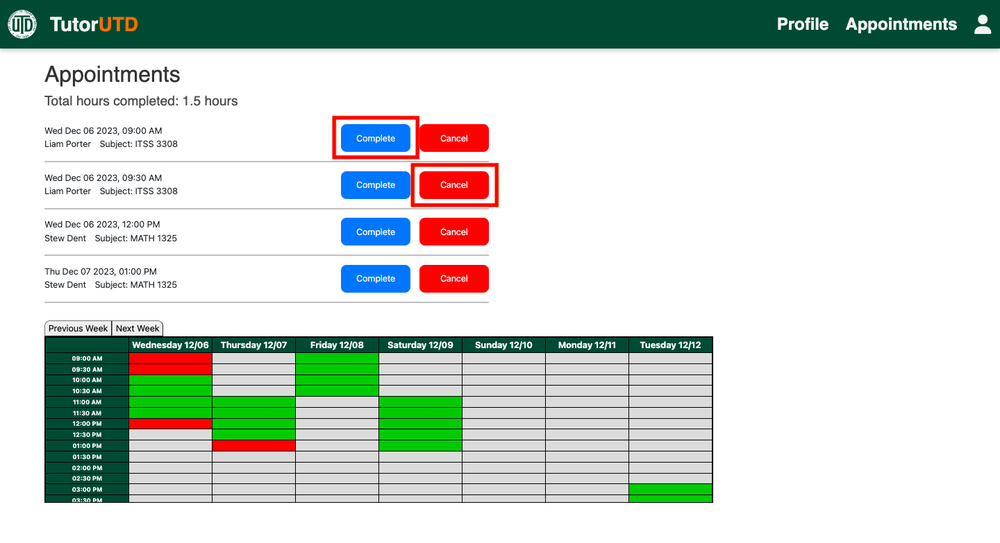 UTD
TutorUTD
Profile Appointments
Appointments
Total hours completed: 1.5 hours
Wed Dec 06 2023, 09:00 AM
Liam Porter Subject: ITSS 3308
Complete Cancel
Wed Dec 06 2023, 09:30 AM
Liam Porter Subject: ITSS 3308
Complete Cancel
Wed Dec 06 2023, 12:00 PM
Stew Dent Subject: MATH 1325
Complete Cancel
Thu Dec 07 2023, 01:00 PM
Stew Dent Subject: MATH 1325
Complete Cancel
Previous Week Next Week
Wednesday 12/06 Thursday 12/07 Friday 12/08 Saturday 12/09 Sunday 12/10 Monday 12/11 Tuesday 12/12
09:00 AM
09:30 AM
10:00 AM
10:30 AM
11:00 AM
11:30 AM
12:00 PM
12:30 PM
01:00 PM
01:30 PM
02:00 PM
02:30 PM
03:00 PM
03:30 PM